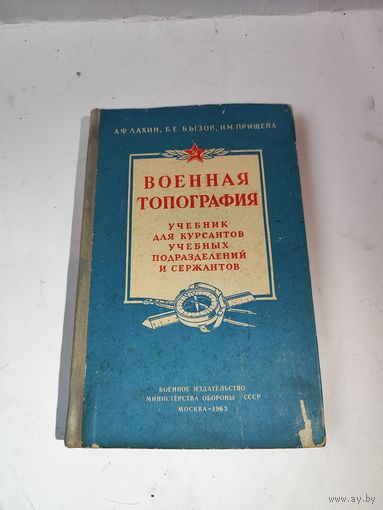 А.Ф. ЛАХИН, Б.Е. БЫЗОВ, И.М. ПРИЩЕПА
ВОЕННАЯ
ТОПОГРАФИЯ
УЧЕБНИК
ДЛЯ КУРСАНТОВ
УЧЕБНЫХ
ПОДРАЗДЕЛЕНИЙ
И СЕРЖАНТОВ
ВОЕННОЕ ИЗДАТЕЛЬСТВО
МИНИСТЕРСТВА ОБОРОНЫ СССР
МОСКВА—1963
www.ay.by